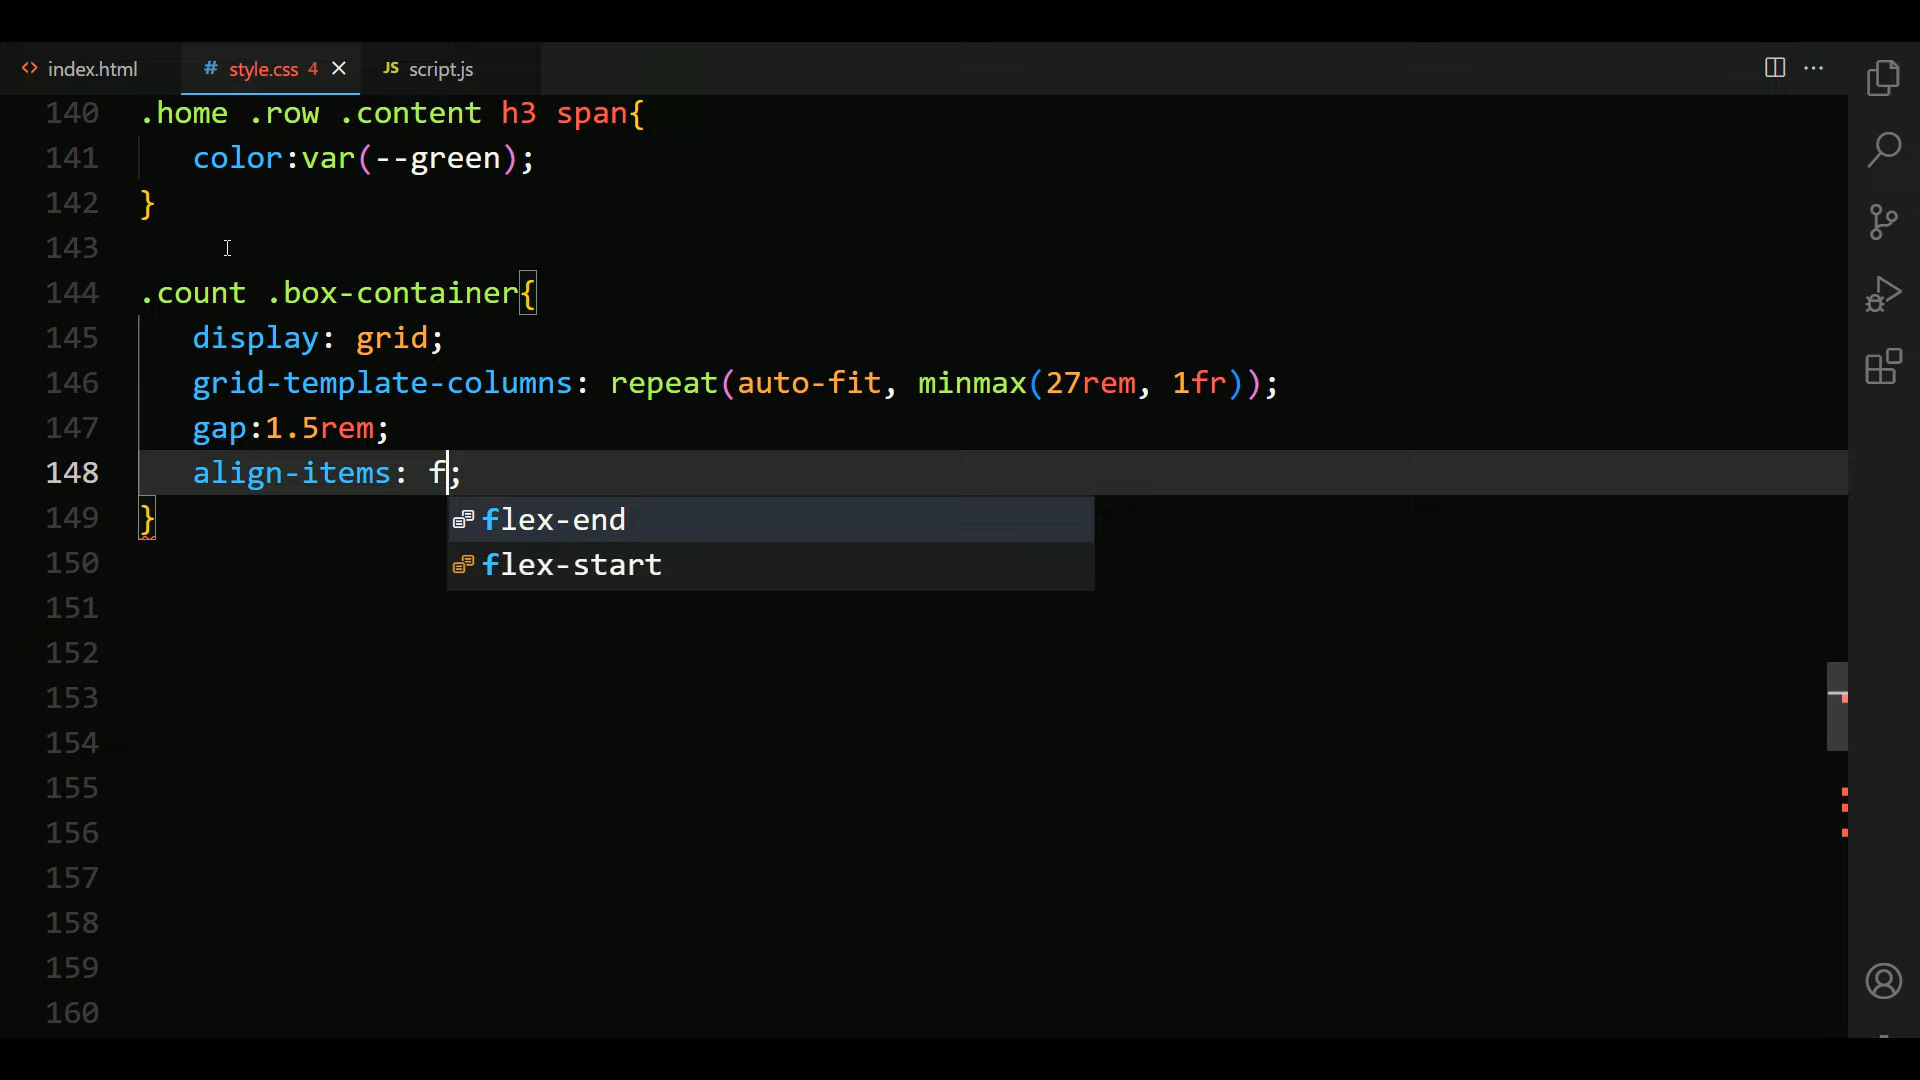 <> index.html # style.css 4 × JS script.js ···
140 .home .row .content h3 span{
141 color:var(--green);
142 }
143
144 .count .box-container{
145 display: grid;
146 grid-template-columns: repeat(auto-fit, minmax(27rem, 1fr));
147 gap:1.5rem;
148 align-items: f;
149 }
flex-end
150
flex-start
151
152
153
154
155
156
157
158
159
160